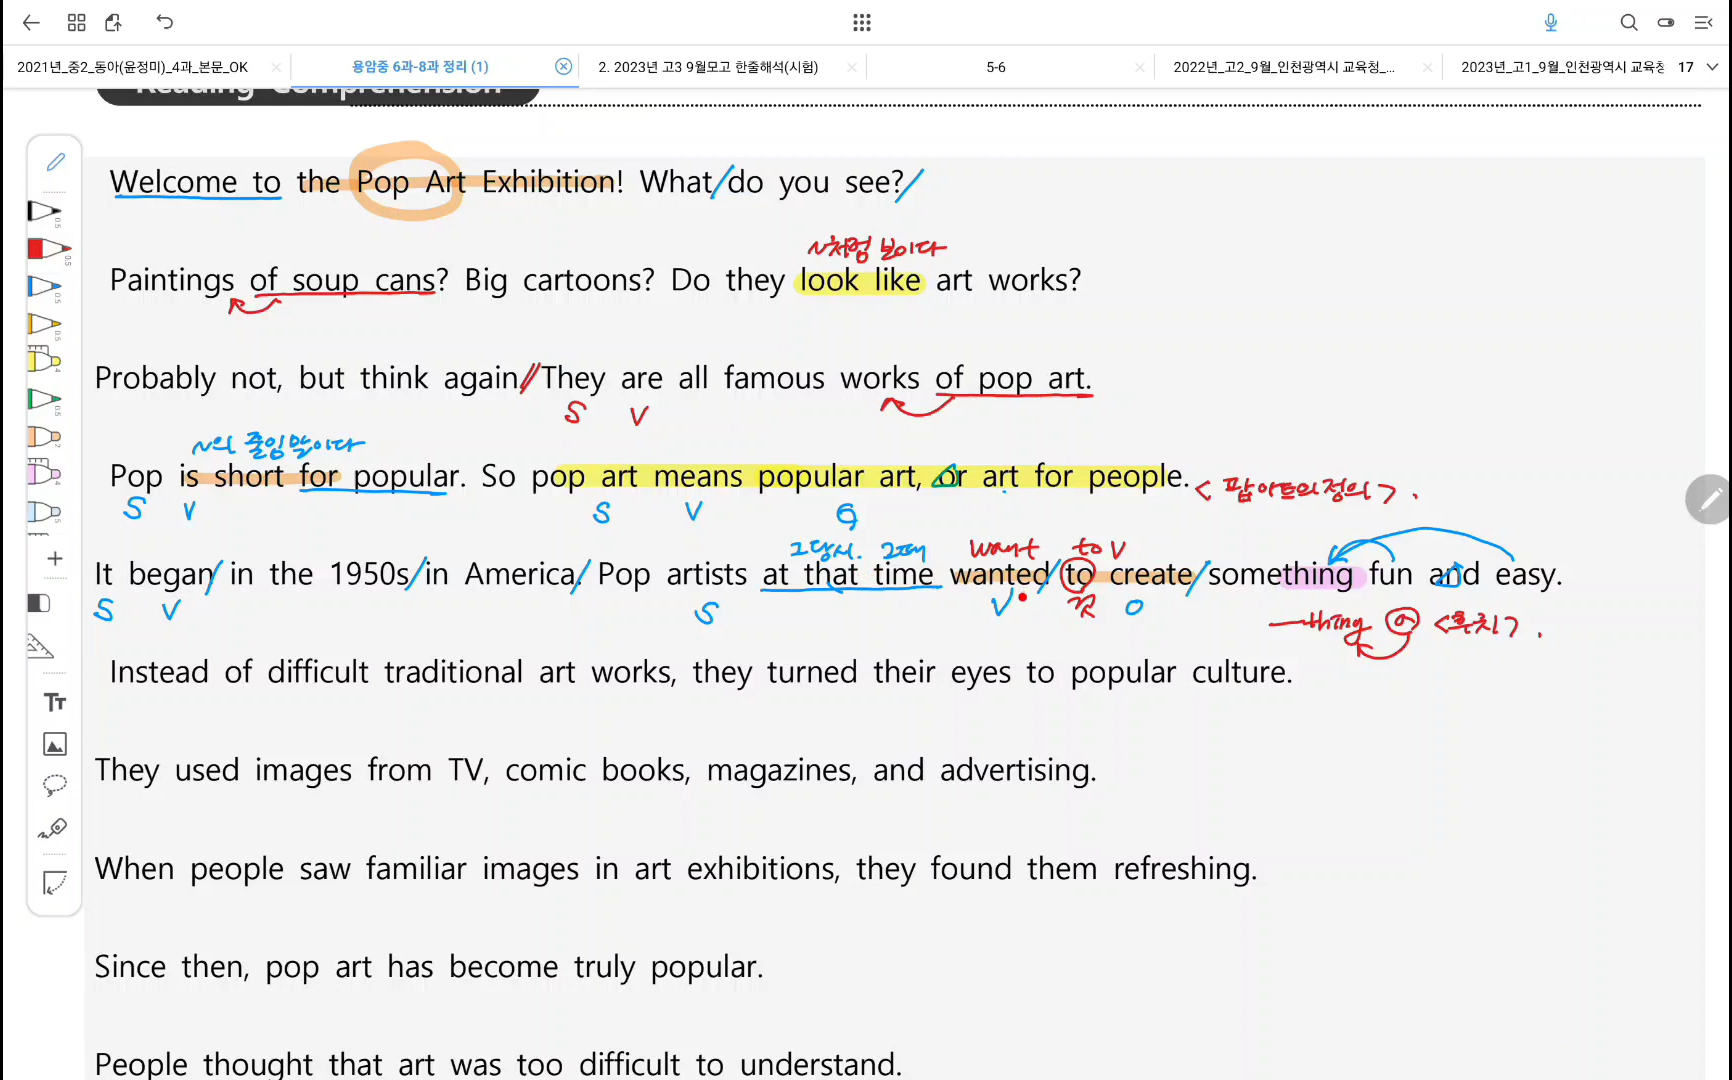 2021년_중2_동아(윤정미)_4과_본문_OK
용암중 6과-8과 정리 (1)
2. 2023년 고3 9월모고 한줄해석(시험)
5-6
2022년_고2_9월_인천광역시 교육청_...
2023년_고1_9월_인천광역시 교육청
17
Reading Comprehension
Welcome to the Pop Art Exhibition! What/do you see?/
~처럼 보이다
Paintings of soup cans? Big cartoons? Do they look like art works?
Probably not, but think again.//They are all famous works of pop art.
S V
~의 줄임말이다
Pop is short for popular. So pop art means popular art, or art for people.
<팝아트의 정의>.
S V S V
그 당시. 그때 want to V
It began/in the 1950s/in America./Pop artists at that time wanted/to create/something fun and easy.
S V S V 것 O
-thing <후치>.
Instead of difficult traditional art works, they turned their eyes to popular culture.
They used images from TV, comic books, magazines, and advertising.
When people saw familiar images in art exhibitions, they found them refreshing.
Since then, pop art has become truly popular.
People thought that art was too difficult to understand.